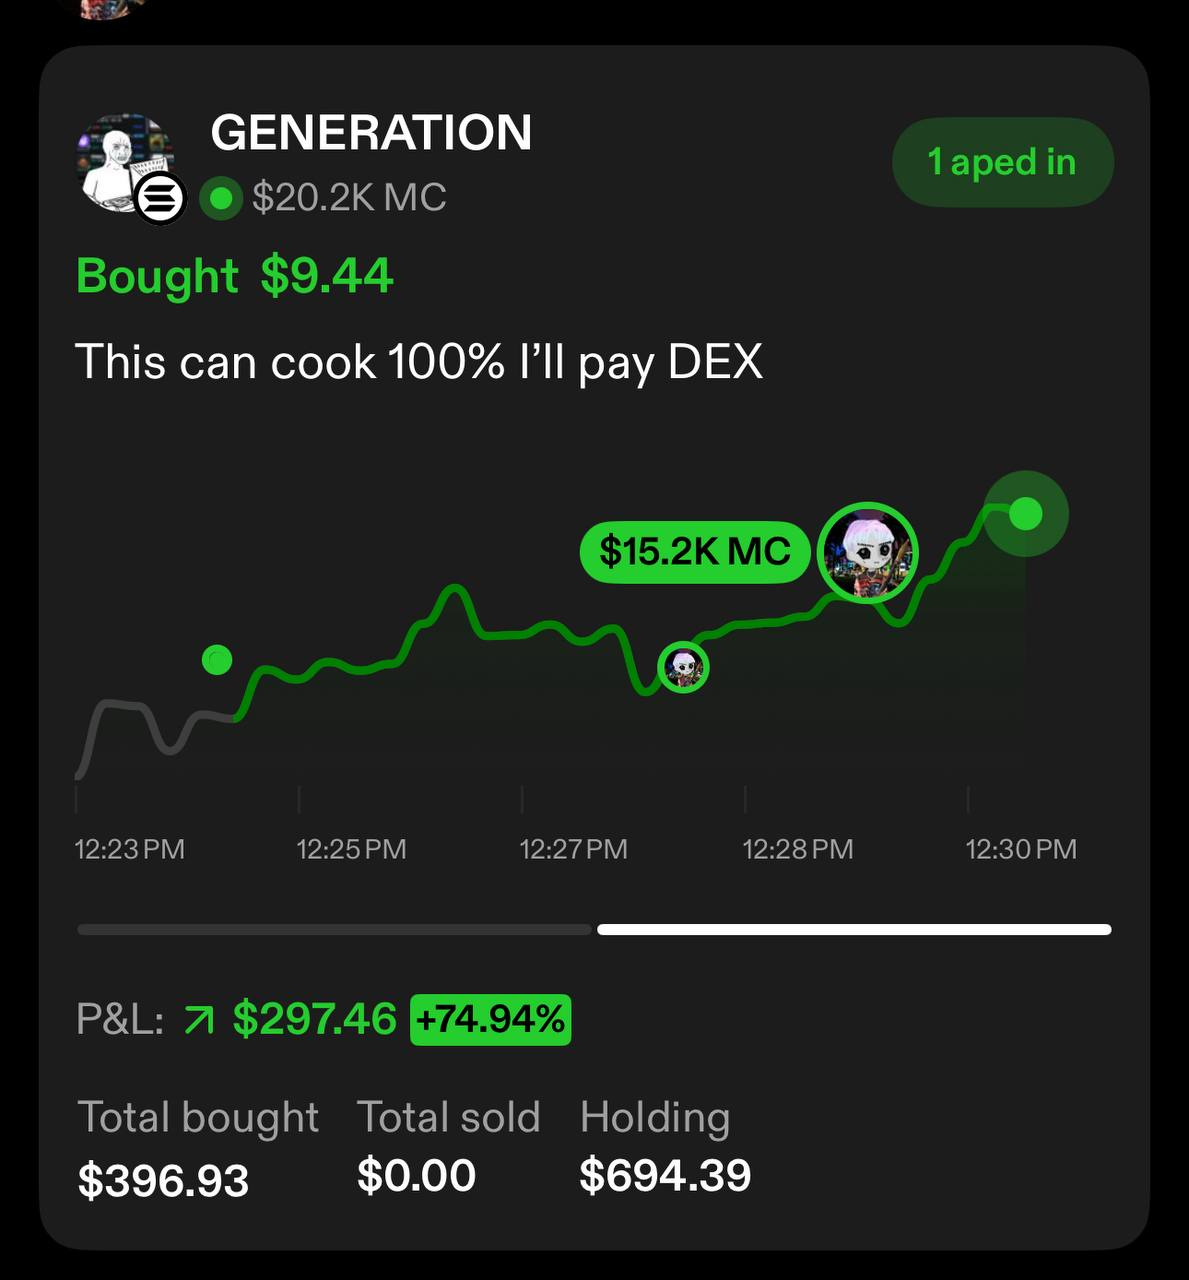 GENERATION
$20.2K MC
1 aped in
Bought $9.44
This can cook 100% I’ll pay DEX
$15.2K MC
12:23 PM 12:25 PM 12:27 PM 12:28 PM 12:30 PM
P&L: $297.46 +74.94%
Total bought Total sold Holding
$396.93 $0.00 $694.39